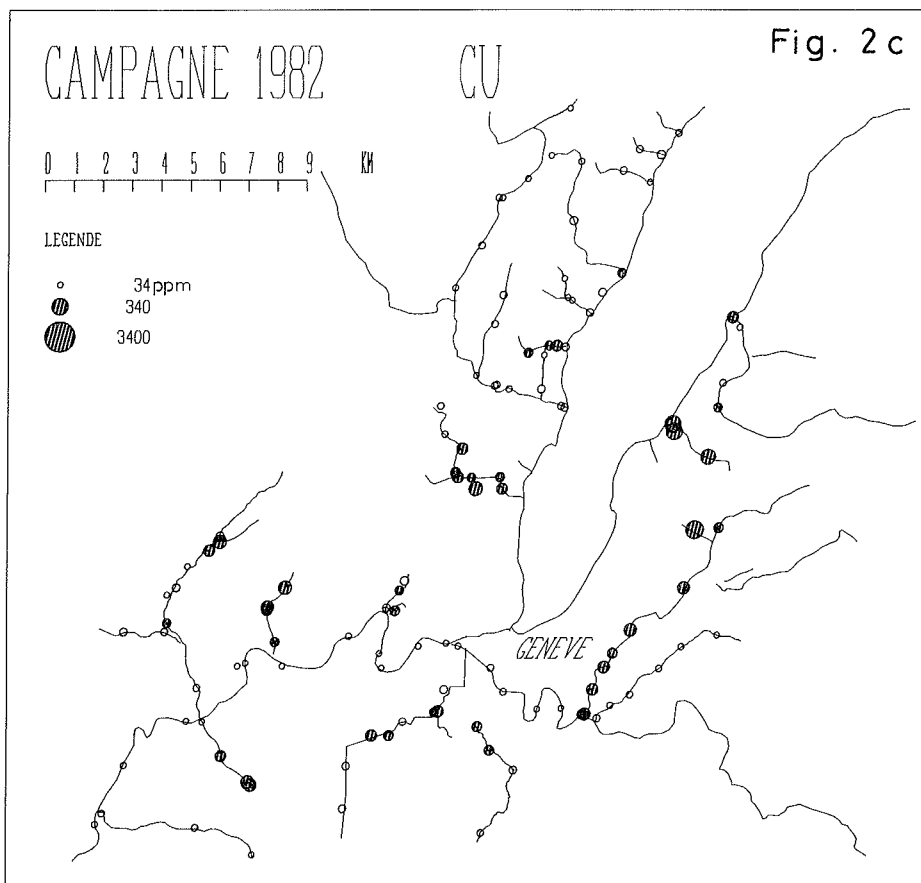 Fig. 2c
CAMPAGNE 1982 CU
0 1 2 3 4 5 6 7 8 9 KM
LEGENDE
34ppm
340
3400
GENEVE